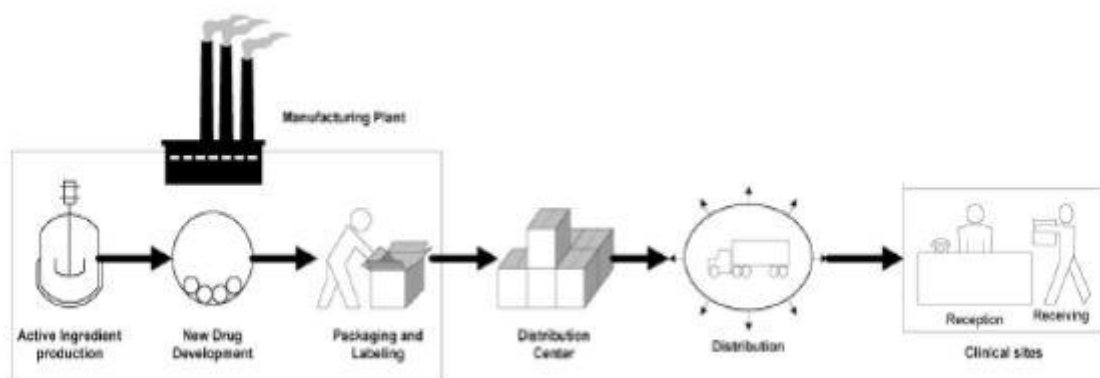 Manufacturing Plant
Active Ingredient
production
New Drug
Development
Packaging and
Labeling
Distribution
Center
Distribution
Reception
Receiving
Clinical sites